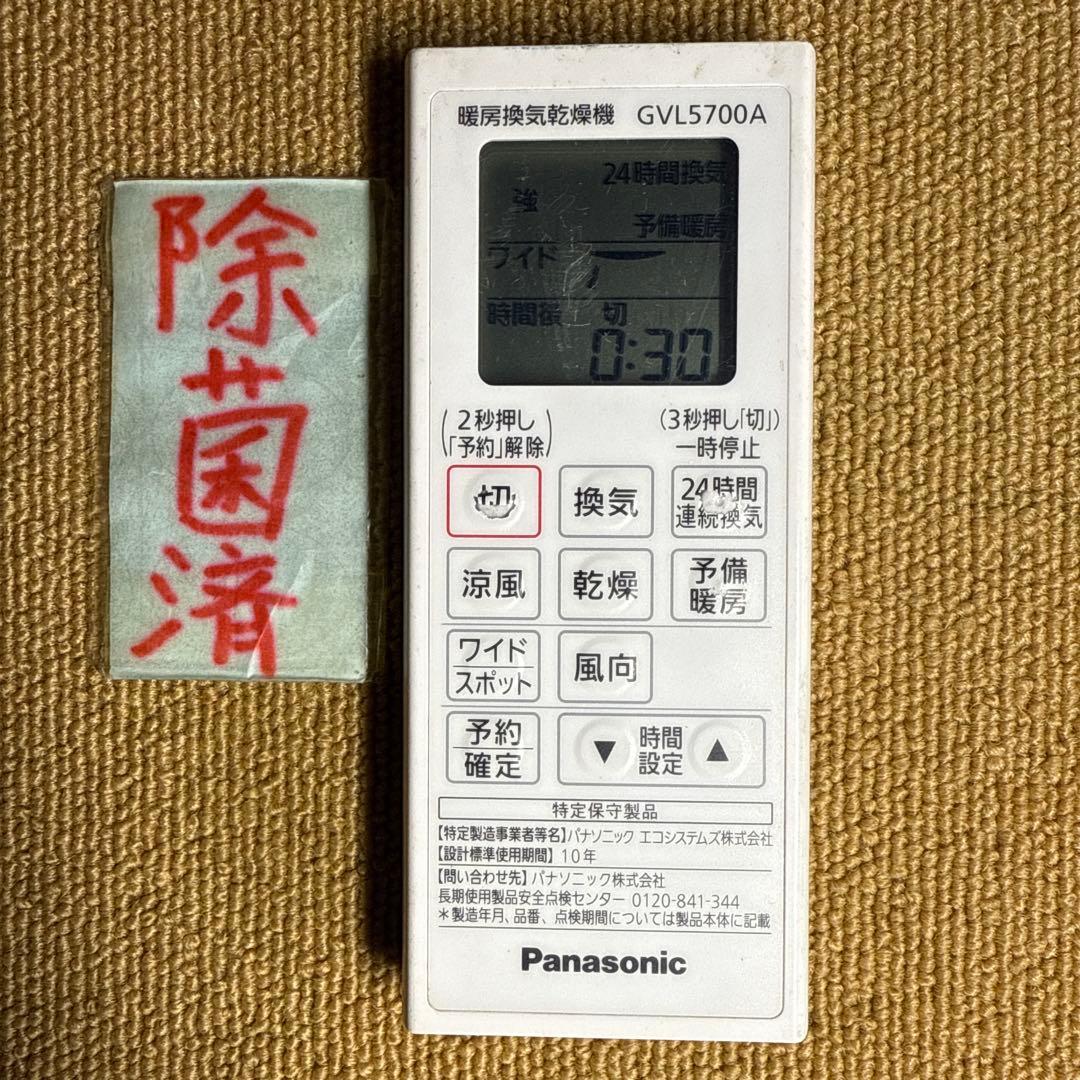 除菌済
暖房換気乾燥機 GVL5700A
24時間換気
強
予備暖房
ワイド
時間後 切
0:30
(2秒押し「予約」解除)
(3秒押し「切」)
一時停止
切
換気
24時間
連続換気
涼風
乾燥
予備
暖房
ワイド
スポット
風向
予約
確定
▼ 時間設定 ▲
特定保守製品
【特定製造事業者等名】パナソニック エコシステムズ株式会社
【設計標準使用期間】10年
【問い合わせ先】パナソニック株式会社
長期使用製品安全点検センター 0120-841-344
＊製造年月、品番、点検期間については製品本体に記載
Panasonic